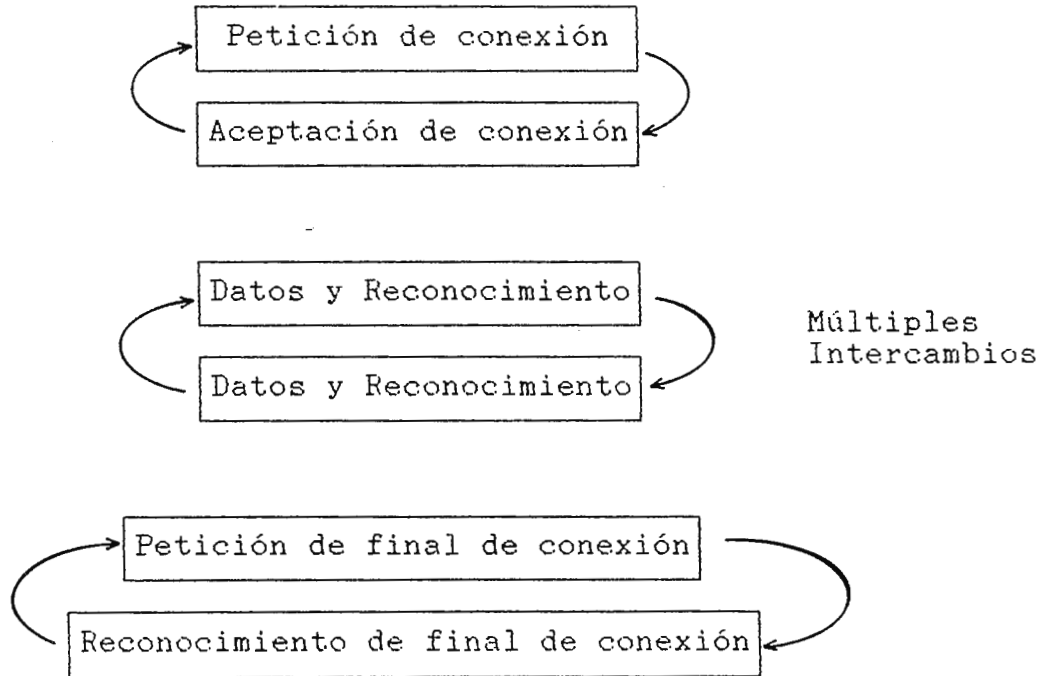 Petición de conexión
Aceptación de conexión
Datos y Reconocimiento
Múltiples
Intercambios
Datos y Reconocimiento
Petición de final de conexión
Reconocimiento de final de conexión